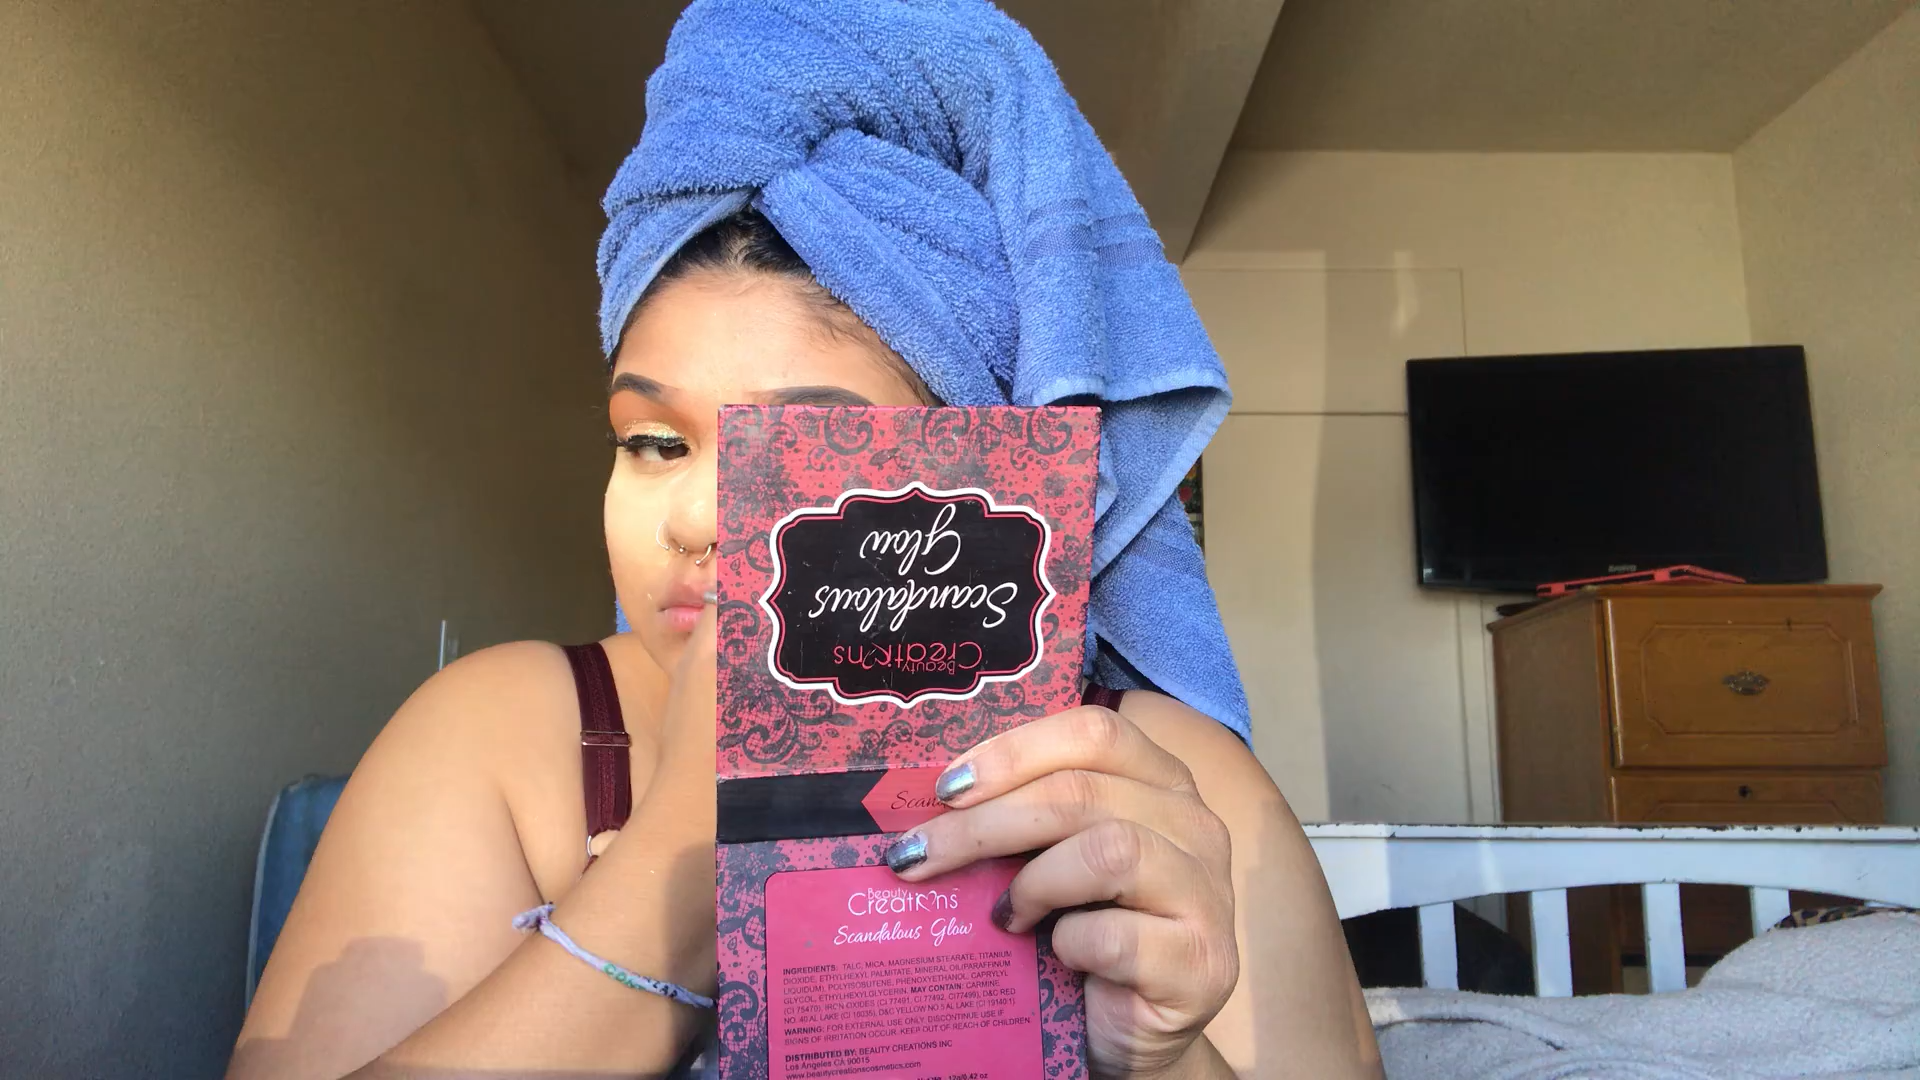 Beauty
Creations
Scandalous
Glow
Beauty
Creations
Scandalous Glow
INGREDIENTS: TALC, MICA, MAGNESIUM STEARATE, TITANIUM
DIOXIDE, ETHYLHEXYL PALMITATE, MINERAL OIL(PARAFFINUM
LIQUIDUM), POLYISOBUTENE, PHENOXYETHANOL, CAPRYLYL
GLYCOL, ETHYLHEXYLGLYCERIN. MAY CONTAIN: CARMINE
(CI 75470), IRON OXIDES (CI 77491, CI 77492, CI77499), D&C RED
NO. 40 AL LAKE (CI 16035), D&C YELLOW NO.5 AL LAKE (CI 19140:1)
WARNING: FOR EXTERNAL USE ONLY. DISCONTINUE USE IF
SIGNS OF IRRITATION OCCUR. KEEP OUT OF REACH OF CHILDREN
DISTRIBUTED BY: BEAUTY CREATIONS INC
Los Angeles CA 90015
www.beautycreationscosmetics.com
12g/0.42 oz